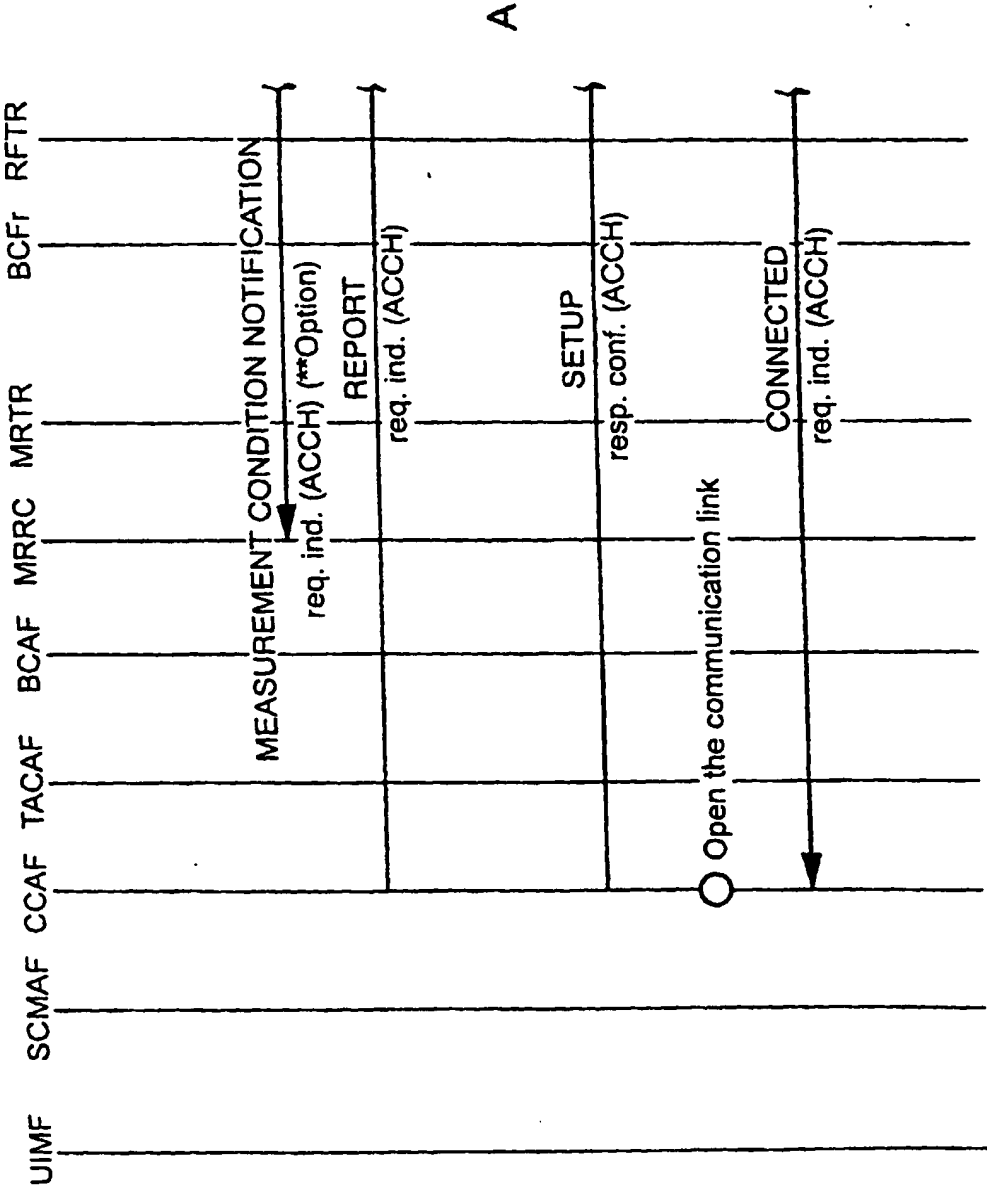 UIMF SCMAF CCAF TACAF BCAF MRRC MRTR BCFr RFTR
MEASUREMENT CONDITION NOTIFICATION
req. ind. (ACCH) (**Option)
REPORT
req. ind. (ACCH)
A
SETUP
resp. conf. (ACCH)
Open the communication link
CONNECTED
req. ind. (ACCH)